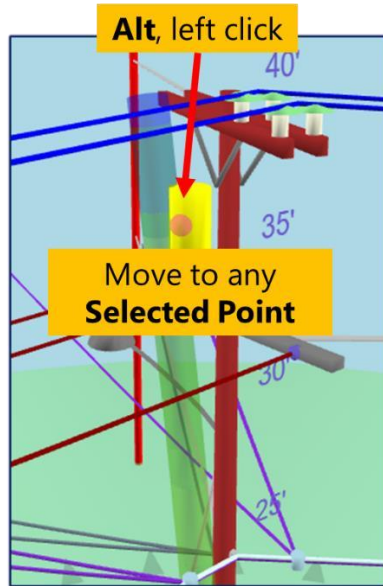 Alt, left click
40'
35'
Move to any
Selected Point
30'
25'